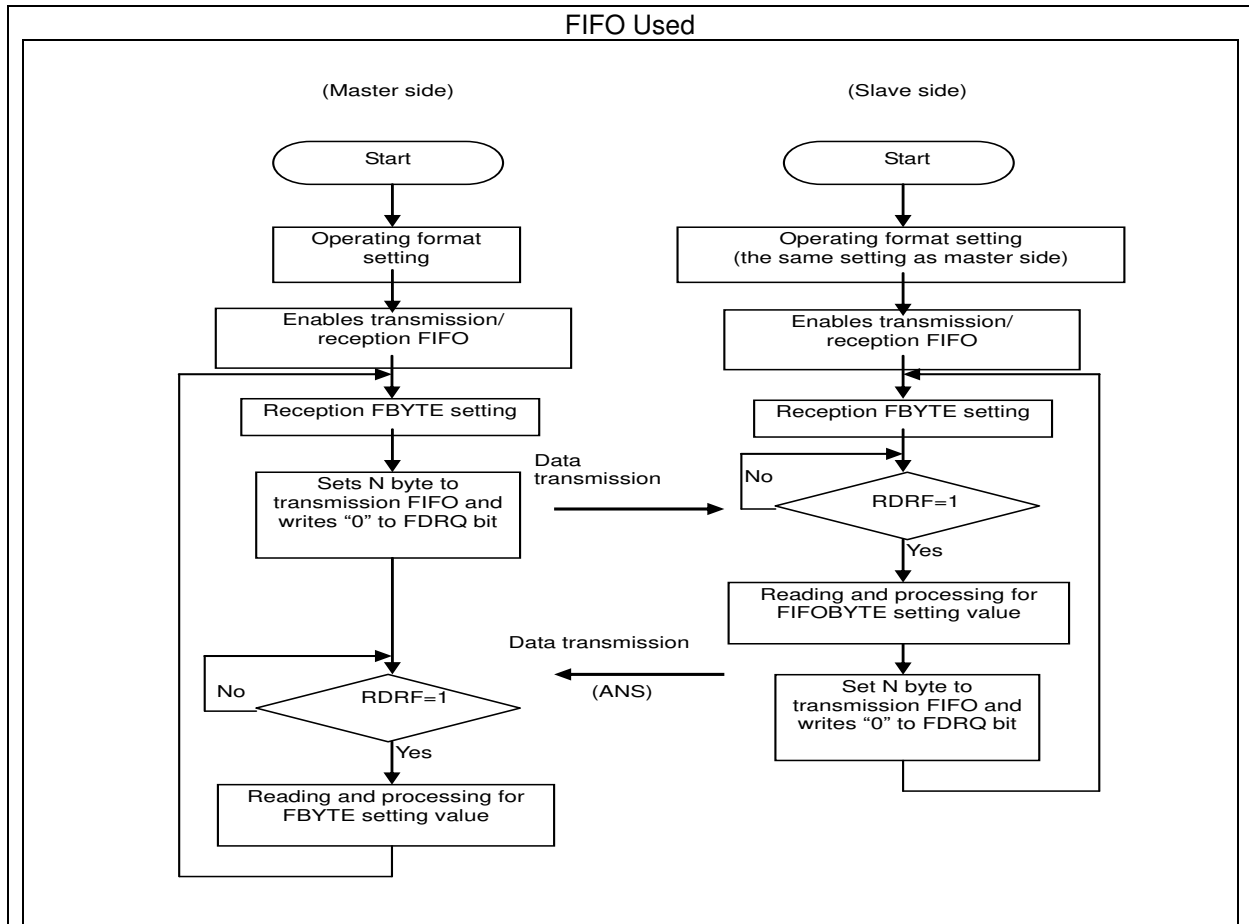 FIFO Used
(Master side)
Start
Operating format
setting
Enables transmission/
reception FIFO
Reception FBYTE setting
Sets N byte to
transmission FIFO and
writes “0” to FDRQ bit
Data
transmission
No
RDRF=1
Yes
Reading and processing for
FBYTE setting value
(Slave side)
Start
Operating format setting
(the same setting as master side)
Enables transmission/
reception FIFO
Reception FBYTE setting
No
RDRF=1
Yes
Reading and processing for
FIFOBYTE setting value
Set N byte to
transmission FIFO and
writes “0” to FDRQ bit
Data transmission
(ANS)